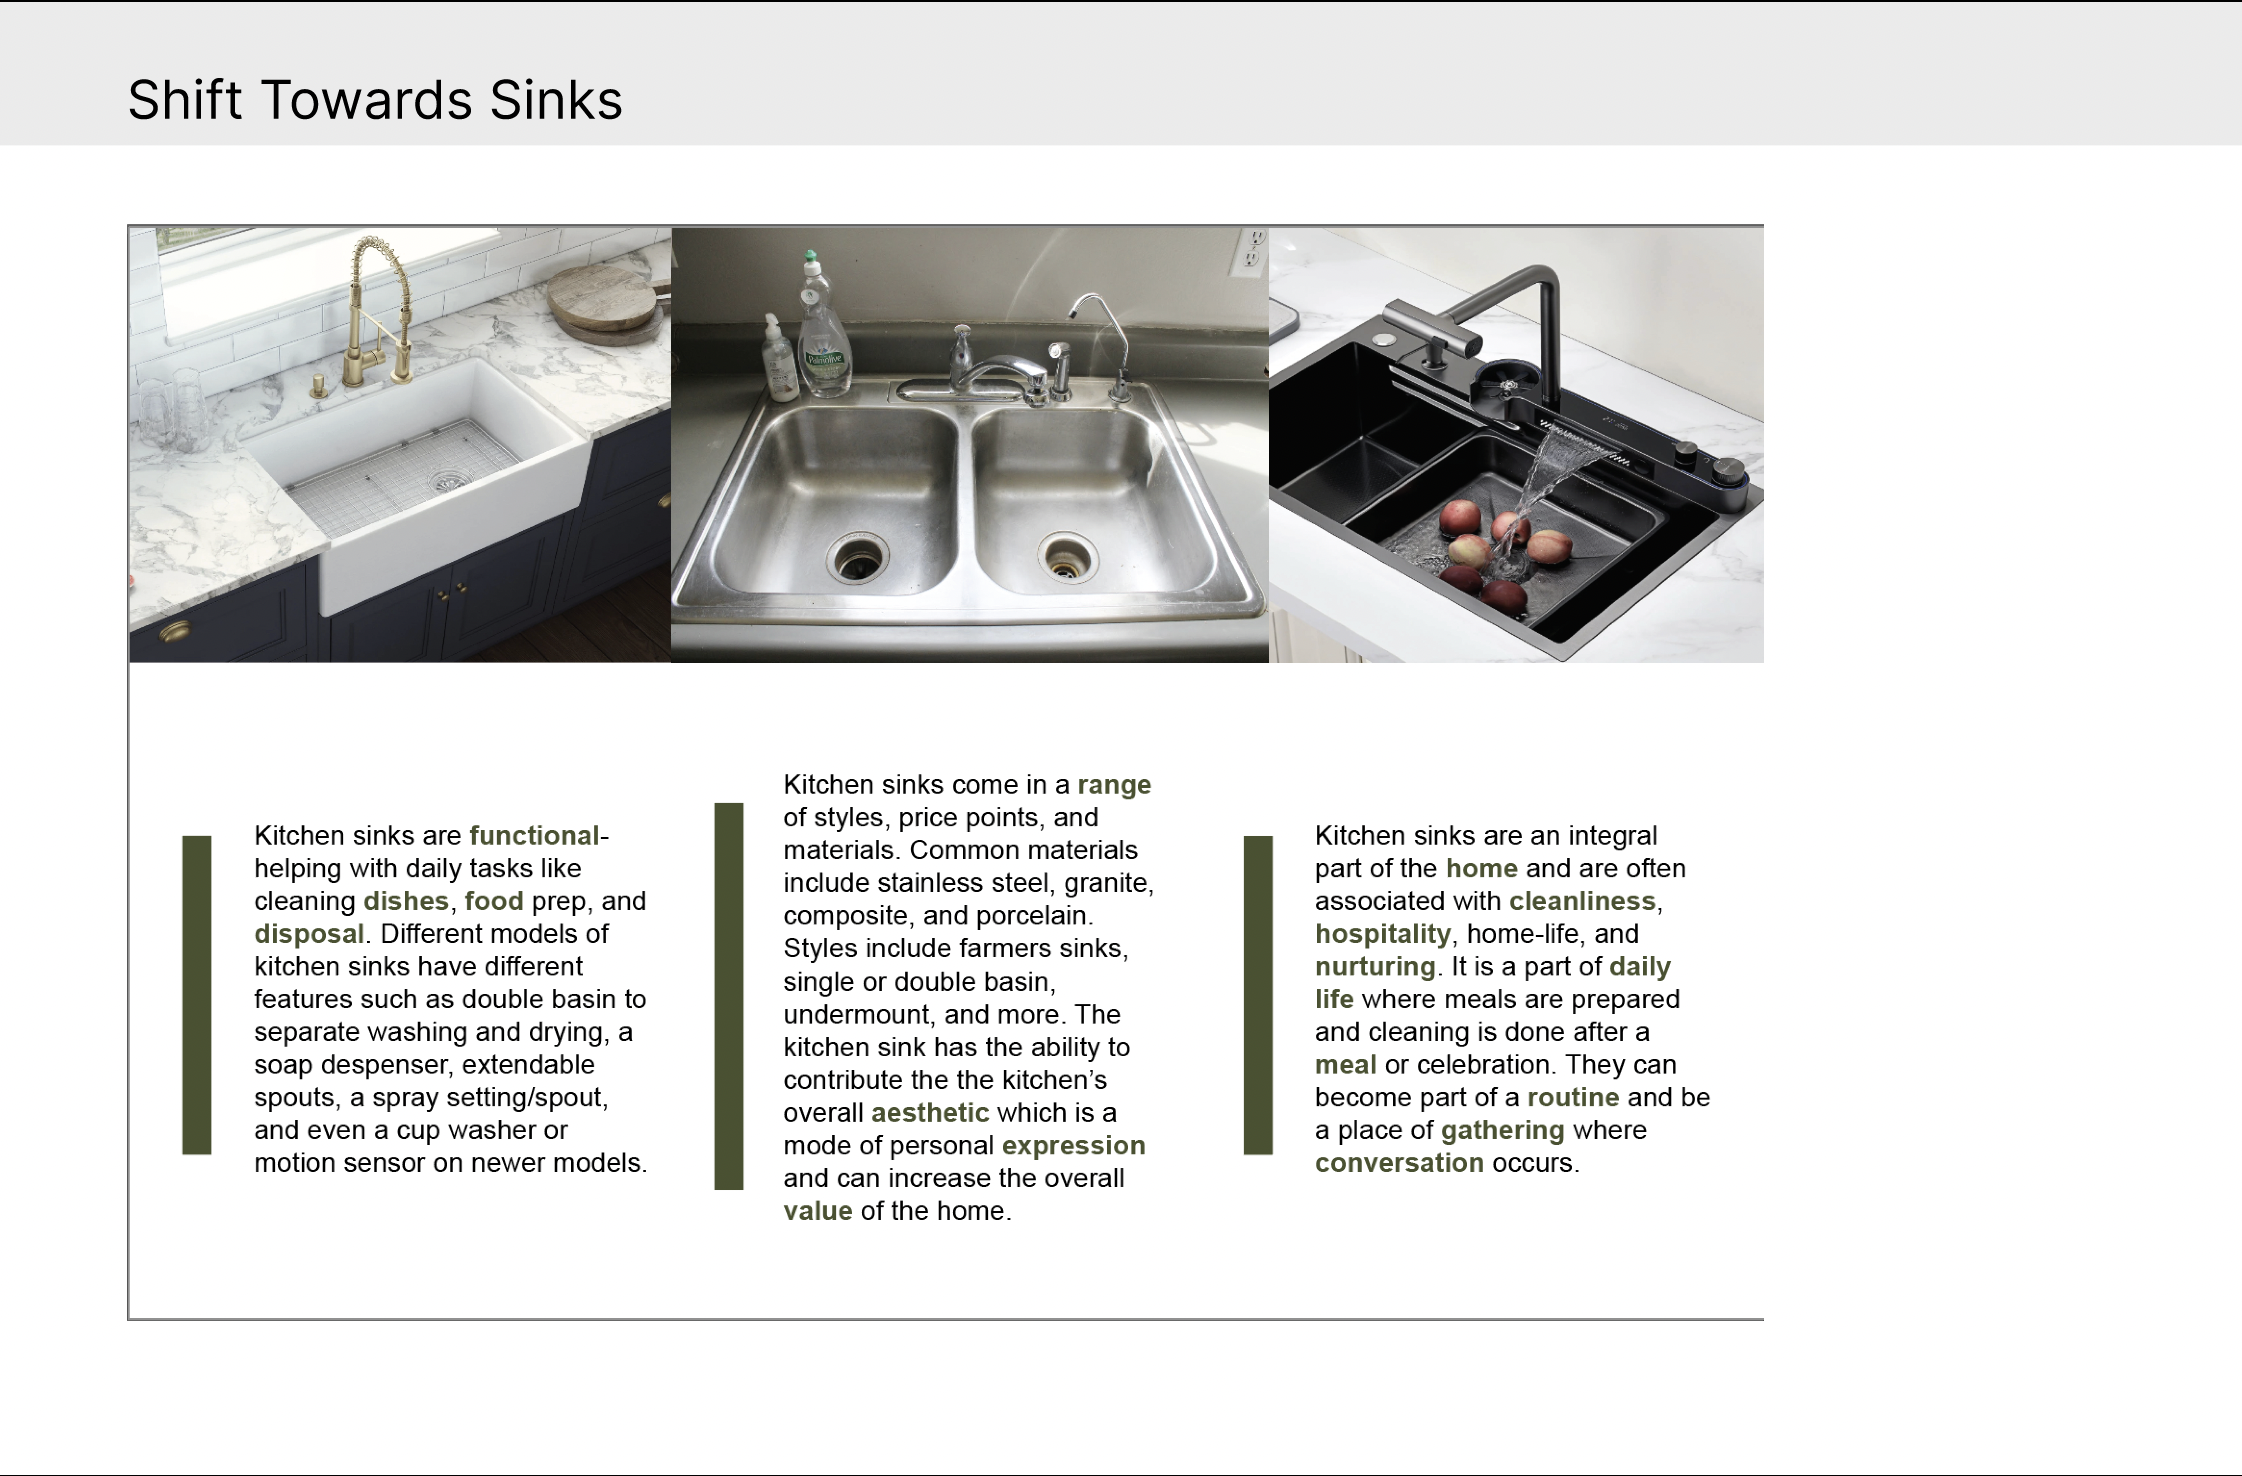 Shift Towards Sinks
Palmolive
Kitchen sinks are functional-
helping with daily tasks like
cleaning dishes, food prep, and
disposal. Different models of
kitchen sinks have different
features such as double basin to
separate washing and drying, a
soap despenser, extendable
spouts, a spray setting/spout,
and even a cup washer or
motion sensor on newer models.
Kitchen sinks come in a range
of styles, price points, and
materials. Common materials
include stainless steel, granite,
composite, and porcelain.
Styles include farmers sinks,
single or double basin,
undermount, and more. The
kitchen sink has the ability to
contribute the the kitchen’s
overall aesthetic which is a
mode of personal expression
and can increase the overall
value of the home.
Kitchen sinks are an integral
part of the home and are often
associated with cleanliness,
hospitality, home-life, and
nurturing. It is a part of daily
life where meals are prepared
and cleaning is done after a
meal or celebration. They can
become part of a routine and be
a place of gathering where
conversation occurs.